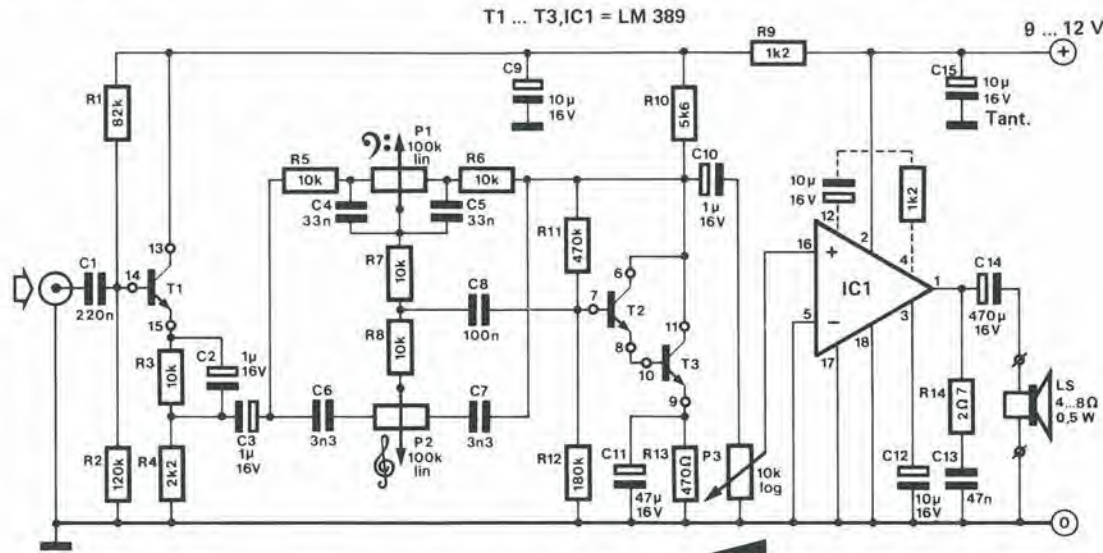 T1 ... T3,IC1 = LM 389
9 ... 12 V
R9
1k2
C9
10µ
16V
C15
10µ
16V
Tant.
R1
82k
R10
5k6
P1
100k
lin
R5
10k
R6
10k
C10
1µ
16V
10µ
16V
1k2
C4
33n
C5
33n
R11
470k
12
2
13
16
+
4
R7
10k
C1
220n
14
T1
15
C8
100n
6
7
T2
IC1
1
C14
470µ
16V
R3
10k
C2
1µ
16V
R8
10k
8
11
10
T3
5
–
3
18
17
9
C6
3n3
C7
3n3
R14
2Ω7
LS
4...8Ω
0,5 W
C3
1µ
16V
P2
100k
lin
R2
120k
R4
2k2
R12
180k
C11
47µ
16V
R13
470Ω
P3
10k
log
C12
10µ
16V
C13
47n
0